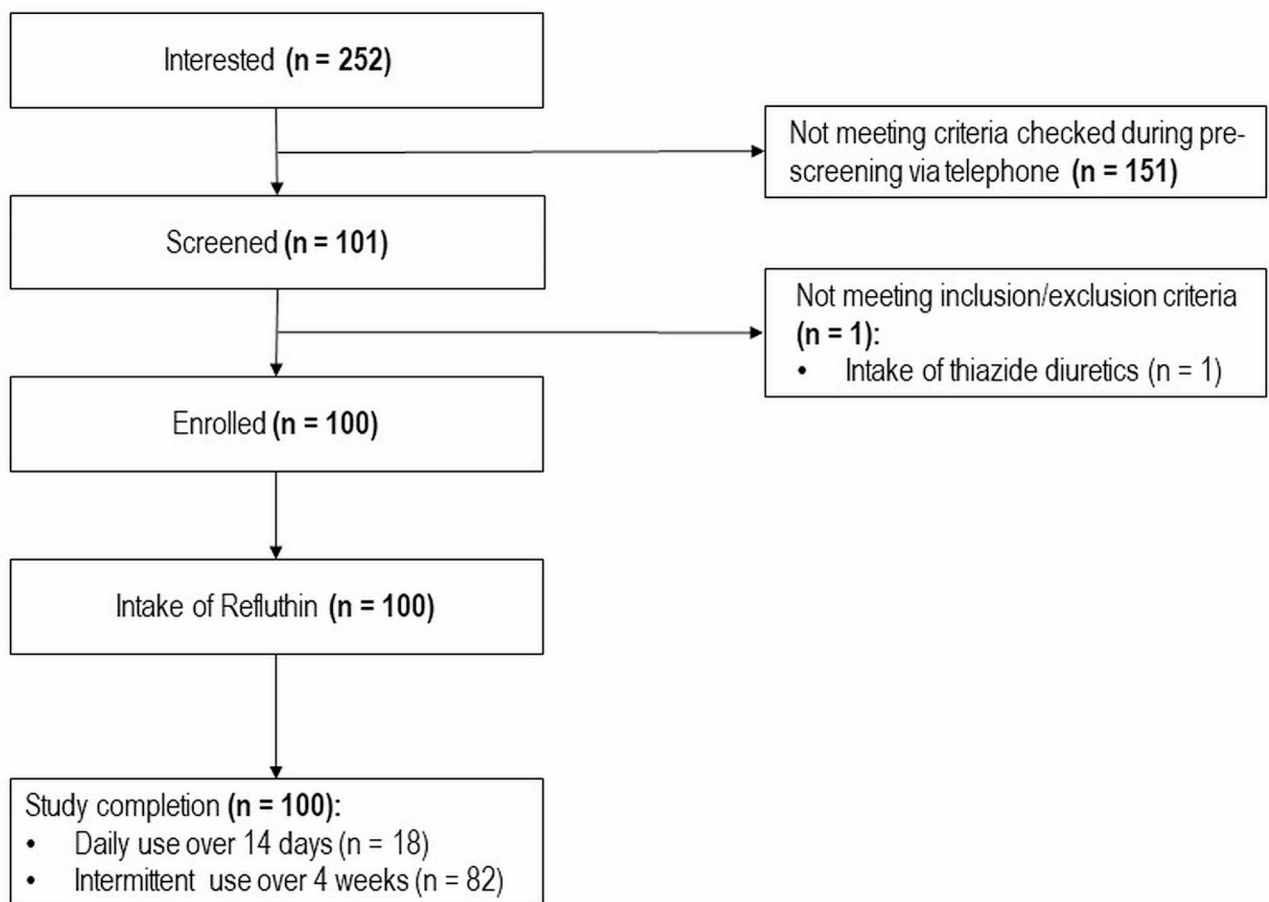 Interested (n = 252)
Not meeting criteria checked during pre-
screening via telephone (n = 151)
Screened (n = 101)
Not meeting inclusion/exclusion criteria
(n = 1):
• Intake of thiazide diuretics (n = 1)
Enrolled (n = 100)
Intake of Refluthin (n = 100)
Study completion (n = 100):
• Daily use over 14 days (n = 18)
• Intermittent use over 4 weeks (n = 82)